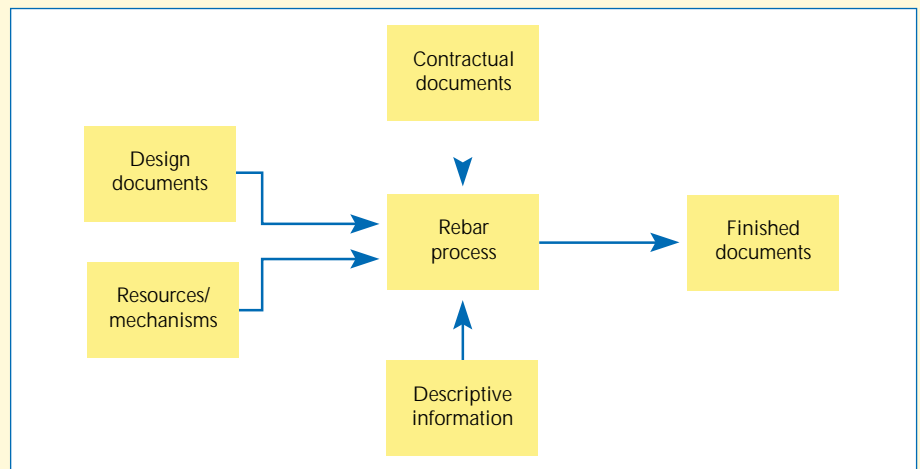 Contractual
documents
Design
documents
Rebar
process
Finished
documents
Resources/
mechanisms
Descriptive
information